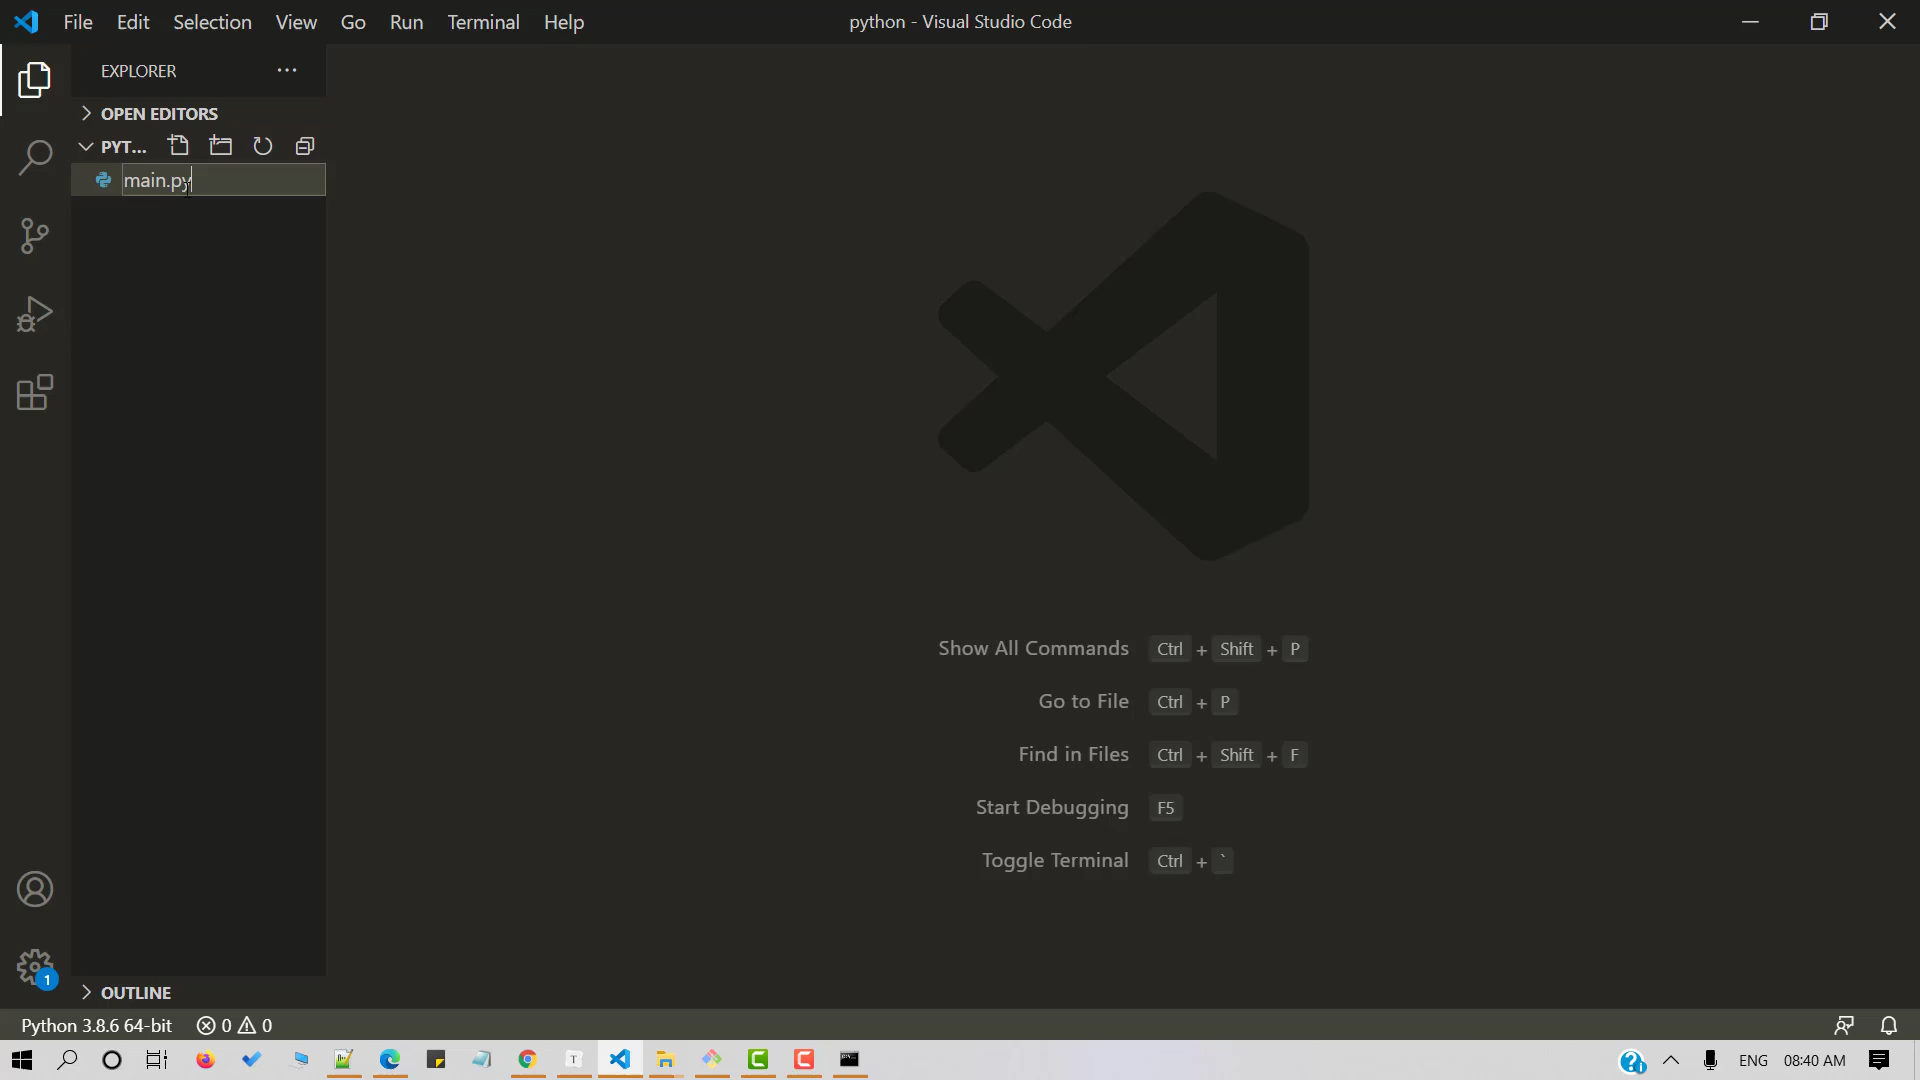 File Edit Selection View Go Run Terminal Help
python - Visual Studio Code
EXPLORER
OPEN EDITORS
PYT...
main.py
Show All Commands Ctrl + Shift + P
Go to File Ctrl + P
Find in Files Ctrl + Shift + F
Start Debugging F5
Toggle Terminal Ctrl + `
1
OUTLINE
Python 3.8.6 64-bit 0 0
ENG 08:40 AM